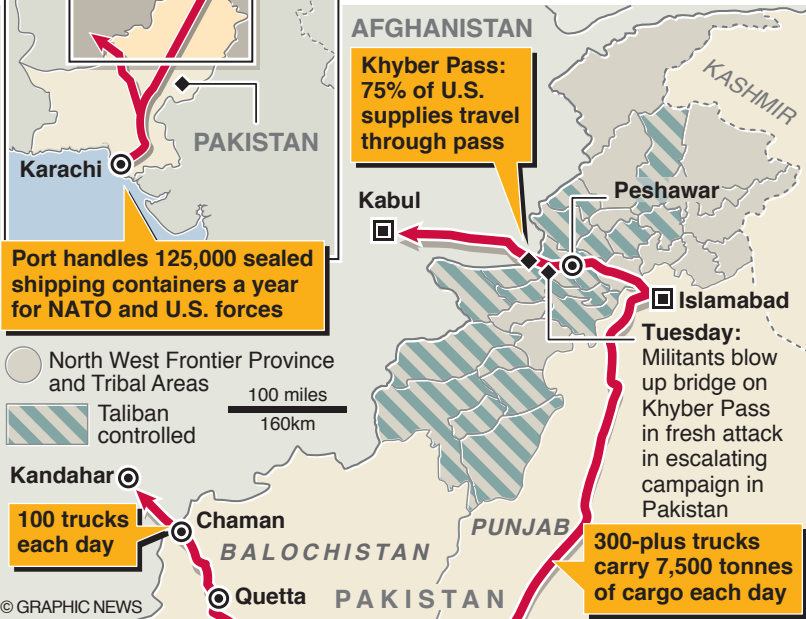 AFGHANISTAN
KASHMIR
Khyber Pass:
75% of U.S.
supplies travel
through pass
PAKISTAN
Karachi
Peshawar
Kabul
Port handles 125,000 sealed
shipping containers a year
for NATO and U.S. forces
Islamabad
Tuesday:
Militants blow
up bridge on
Khyber Pass
in fresh attack
in escalating
campaign in
Pakistan
North West Frontier Province
and Tribal Areas
100 miles
160km
Taliban
controlled
Kandahar
100 trucks
each day
Chaman
BALOCHISTAN
PUNJAB
300-plus trucks
carry 7,500 tonnes
of cargo each day
Quetta
PAKISTAN
© GRAPHIC NEWS